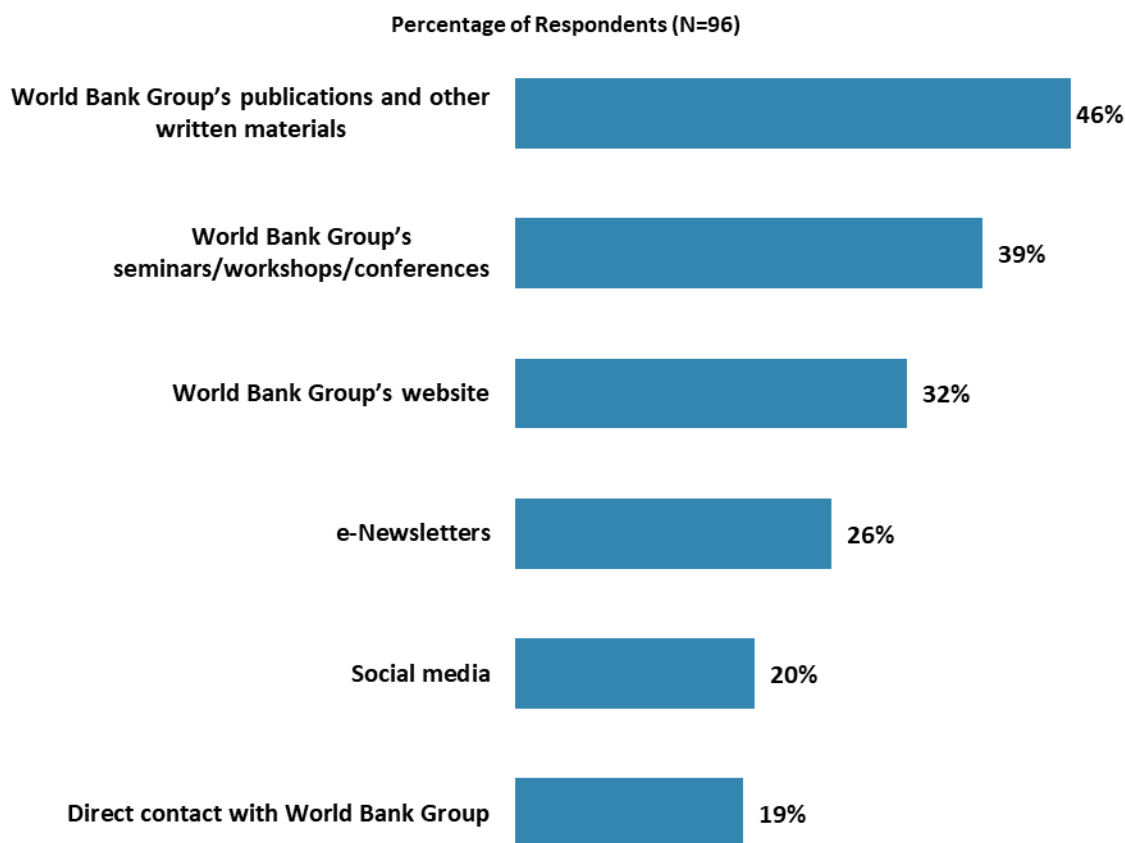 Percentage of Respondents (N=96)
World Bank Group’s publications and other
written materials
46%
World Bank Group’s
seminars/workshops/conferences
39%
World Bank Group’s website
32%
e-Newsletters
26%
Social media
20%
Direct contact with World Bank Group
19%